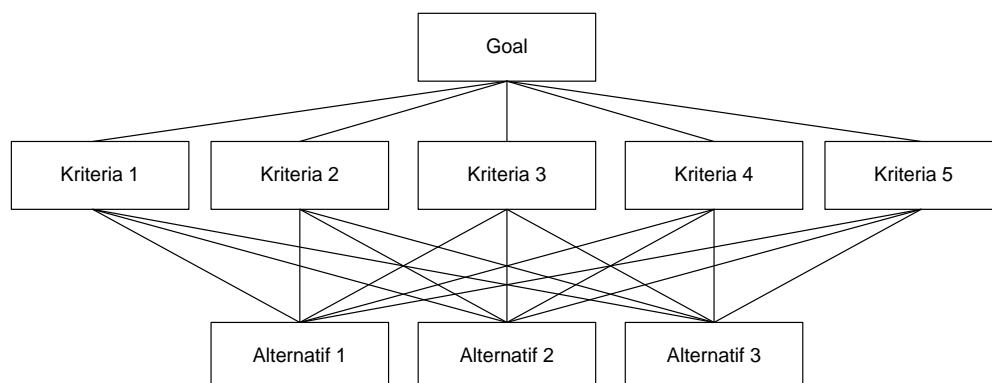 Goal
Kriteria 1
Kriteria 2
Kriteria 3
Kriteria 4
Kriteria 5
Alternatif 1
Alternatif 2
Alternatif 3